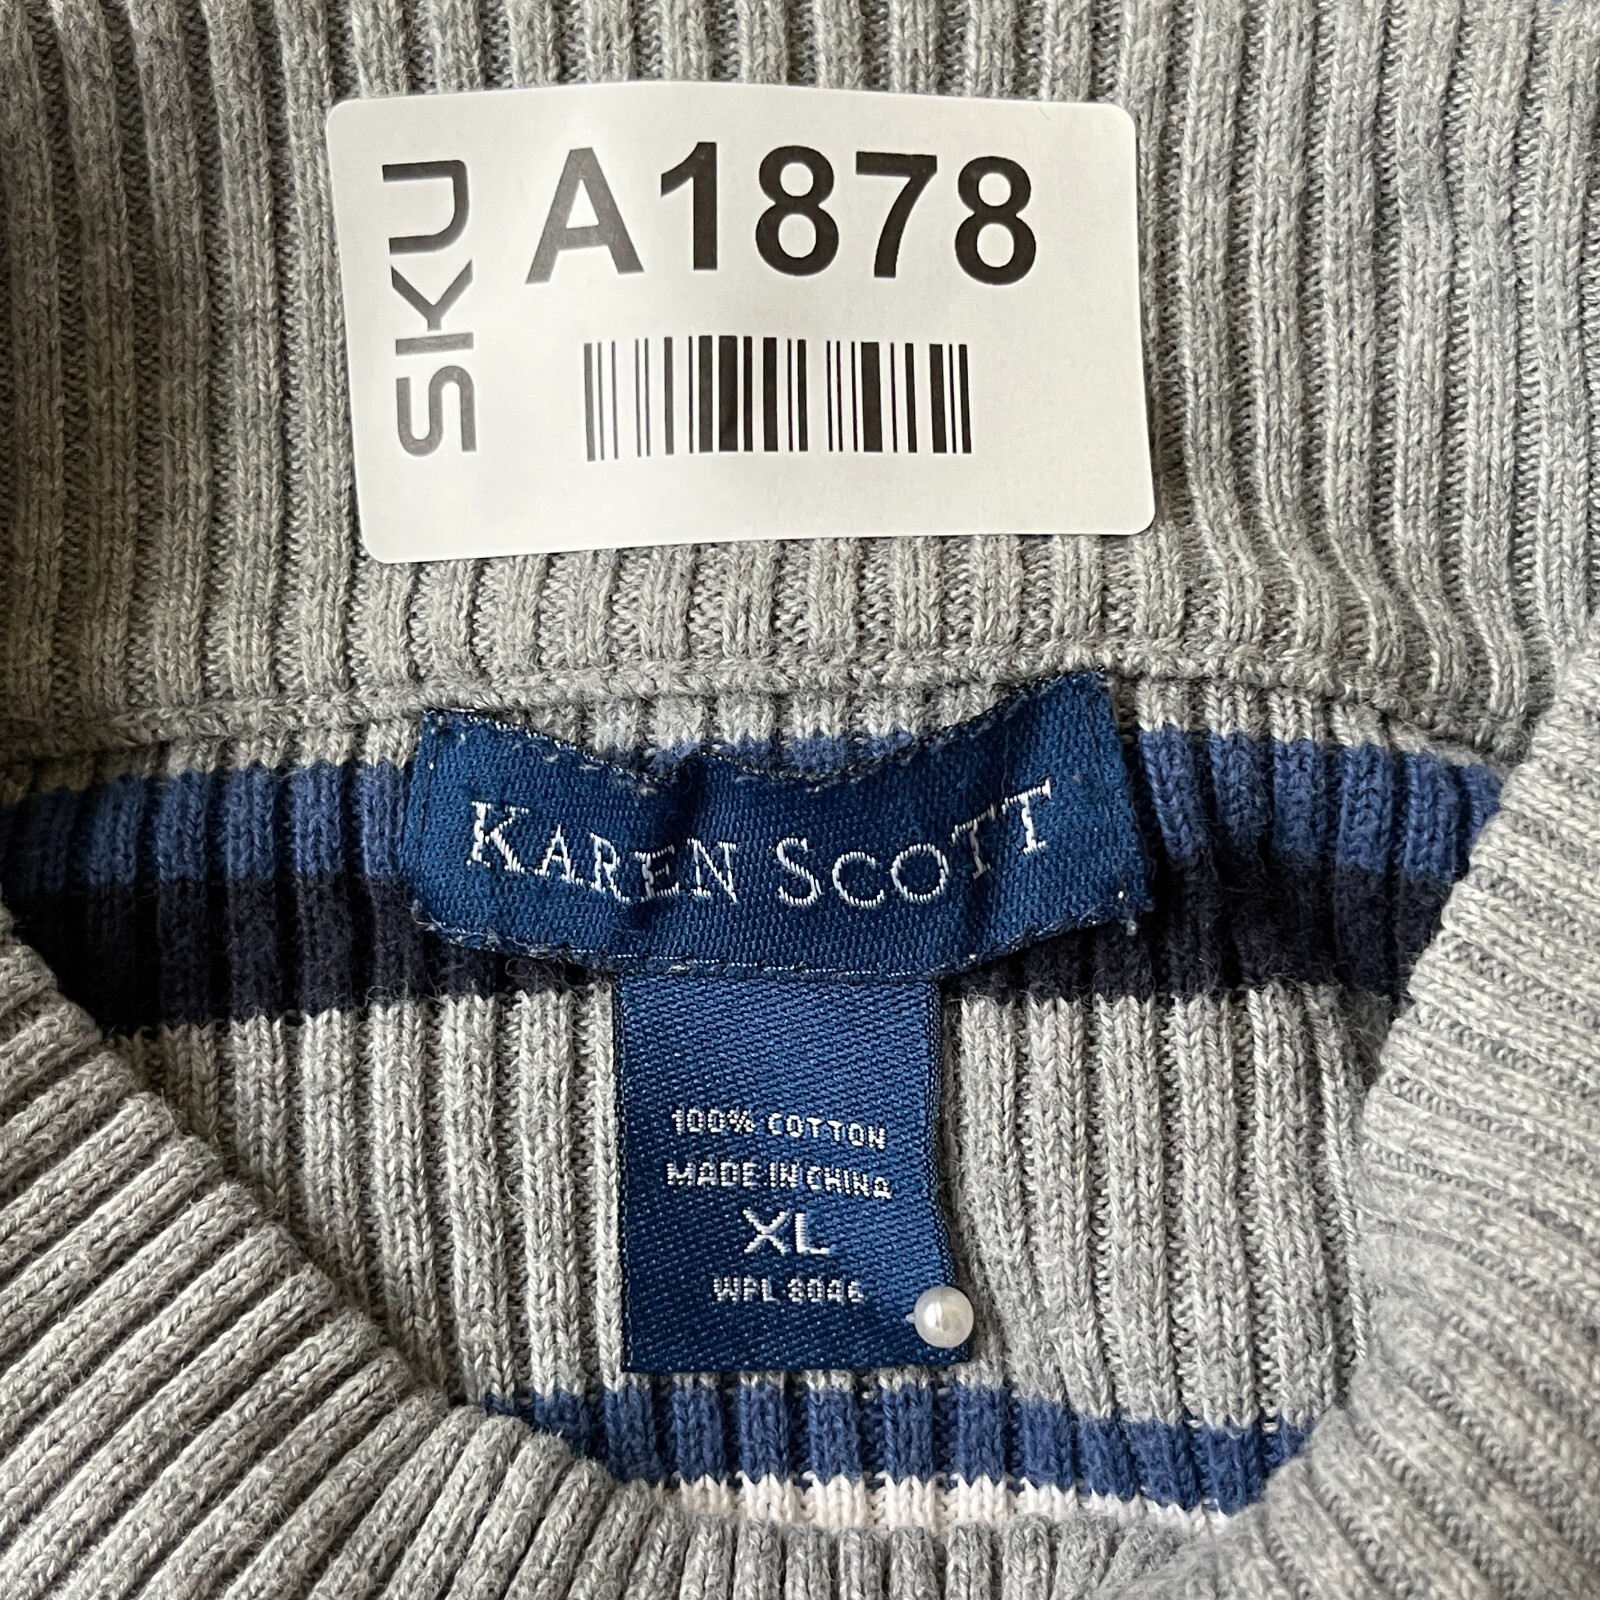 SKU
A1878
KAREN SCOTT
100% COTTON
MADE IN CHINA
XL
WPL 8046